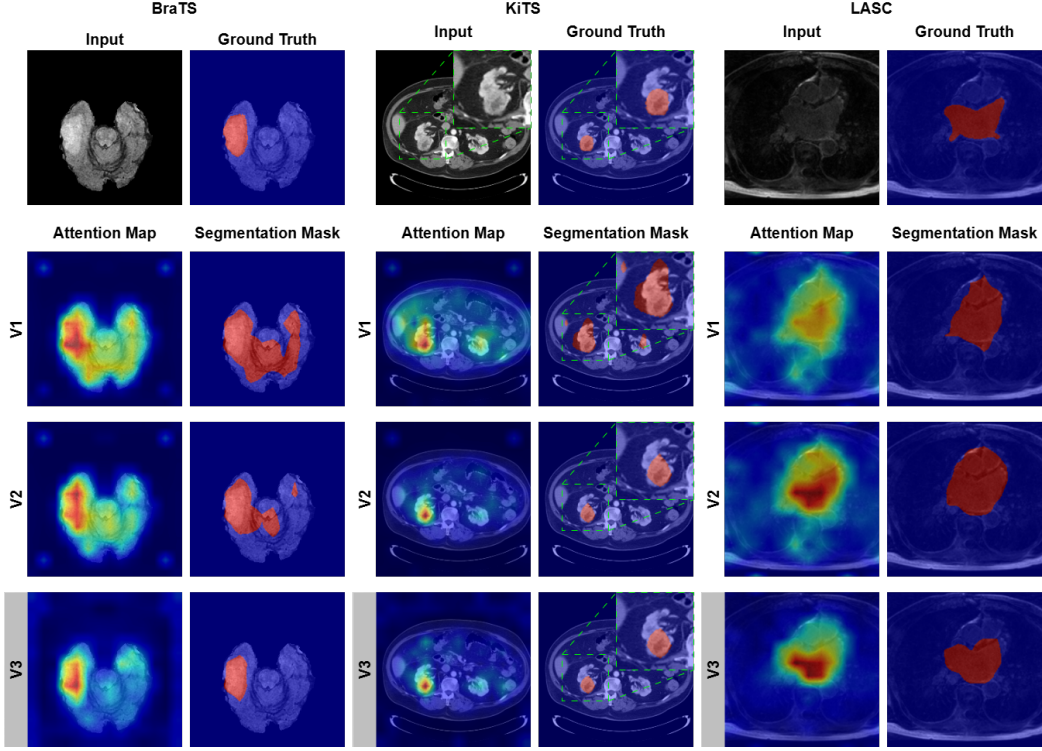 BraTS KiTS LASC
Input Ground Truth Input Ground Truth Input Ground Truth
Attention Map Segmentation Mask Attention Map Segmentation Mask Attention Map Segmentation Mask
V1 V1 V1
V2 V2 V2
V3 V3 V3